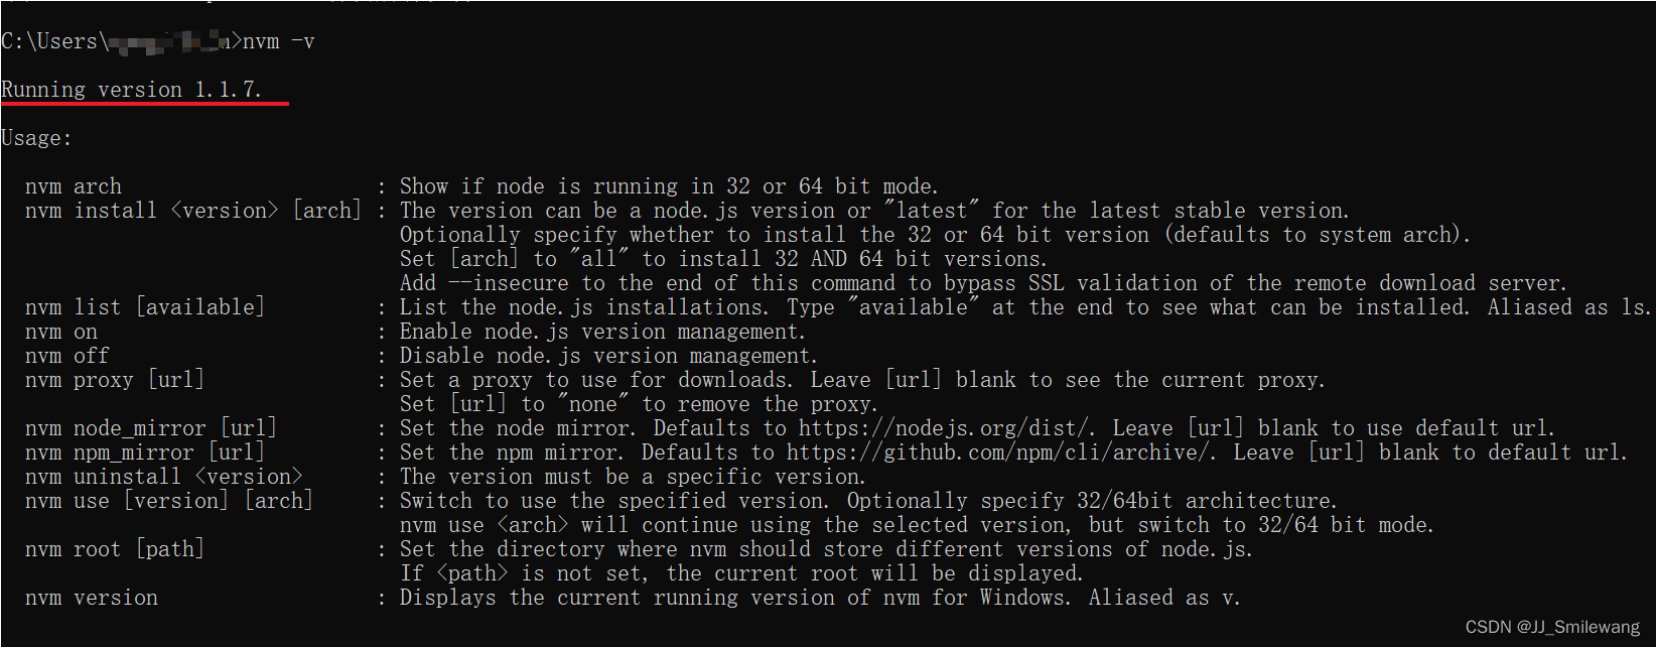 C:\Users\ >nvm -v
Running version 1.1.7.
Usage:
nvm arch : Show if node is running in 32 or 64 bit mode.
nvm install <version> [arch] : The version can be a node.js version or "latest" for the latest stable version.
Optionally specify whether to install the 32 or 64 bit version (defaults to system arch).
Set [arch] to "all" to install 32 AND 64 bit versions.
Add --insecure to the end of this command to bypass SSL validation of the remote download server.
nvm list [available] : List the node.js installations. Type "available" at the end to see what can be installed. Aliased as ls.
nvm on : Enable node.js version management.
nvm off : Disable node.js version management.
nvm proxy [url] : Set a proxy to use for downloads. Leave [url] blank to see the current proxy.
Set [url] to "none" to remove the proxy.
nvm node_mirror [url] : Set the node mirror. Defaults to https://nodejs.org/dist/. Leave [url] blank to use default url.
nvm npm_mirror [url] : Set the npm mirror. Defaults to https://github.com/npm/cli/archive/. Leave [url] blank to default url.
nvm uninstall <version> : The version must be a specific version.
nvm use [version] [arch] : Switch to use the specified version. Optionally specify 32/64bit architecture.
nvm use <arch> will continue using the selected version, but switch to 32/64 bit mode.
nvm root [path] : Set the directory where nvm should store different versions of node.js.
If <path> is not set, the current root will be displayed.
nvm version : Displays the current running version of nvm for Windows. Aliased as v.
CSDN @JJ_Smilewang